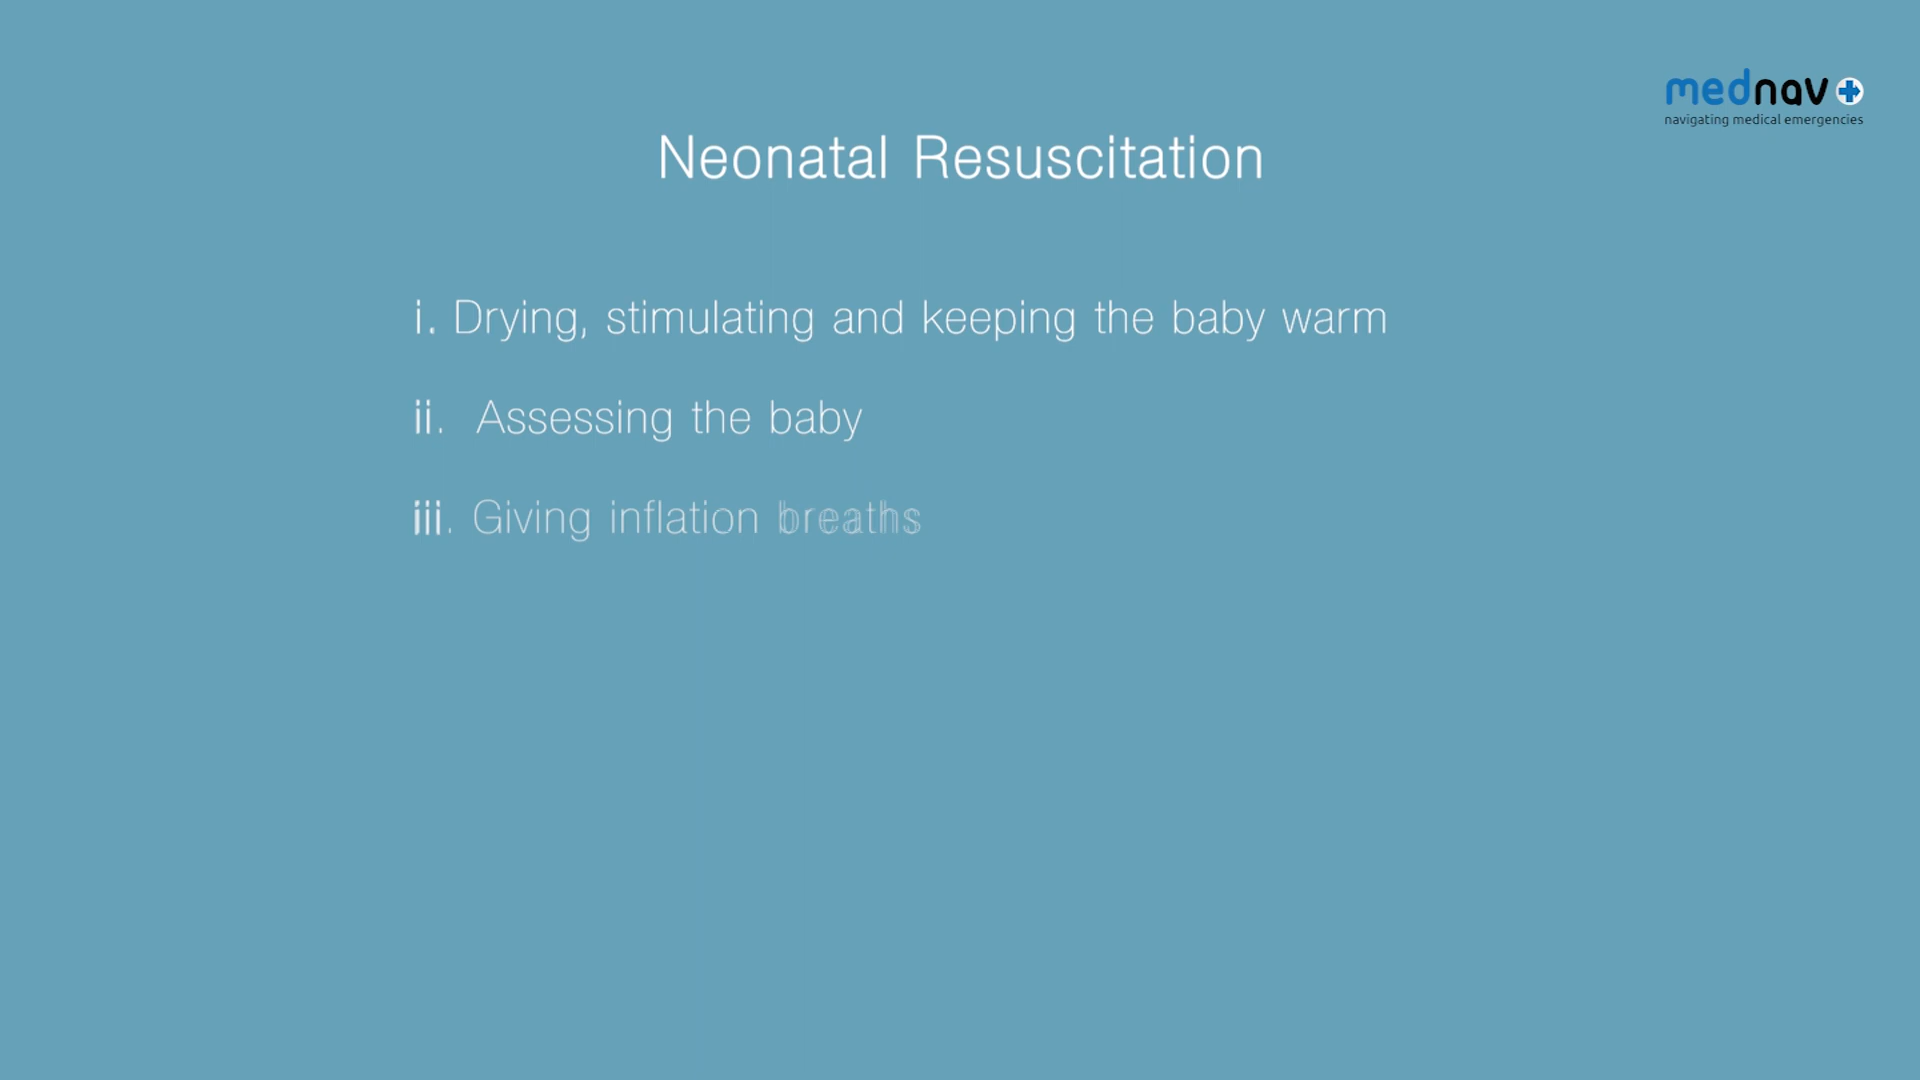 mednav
navigating medical emergencies
Neonatal Resuscitation
i. Drying, stimulating and keeping the baby warm
ii. Assessing the baby
iii. Giving inflation breaths